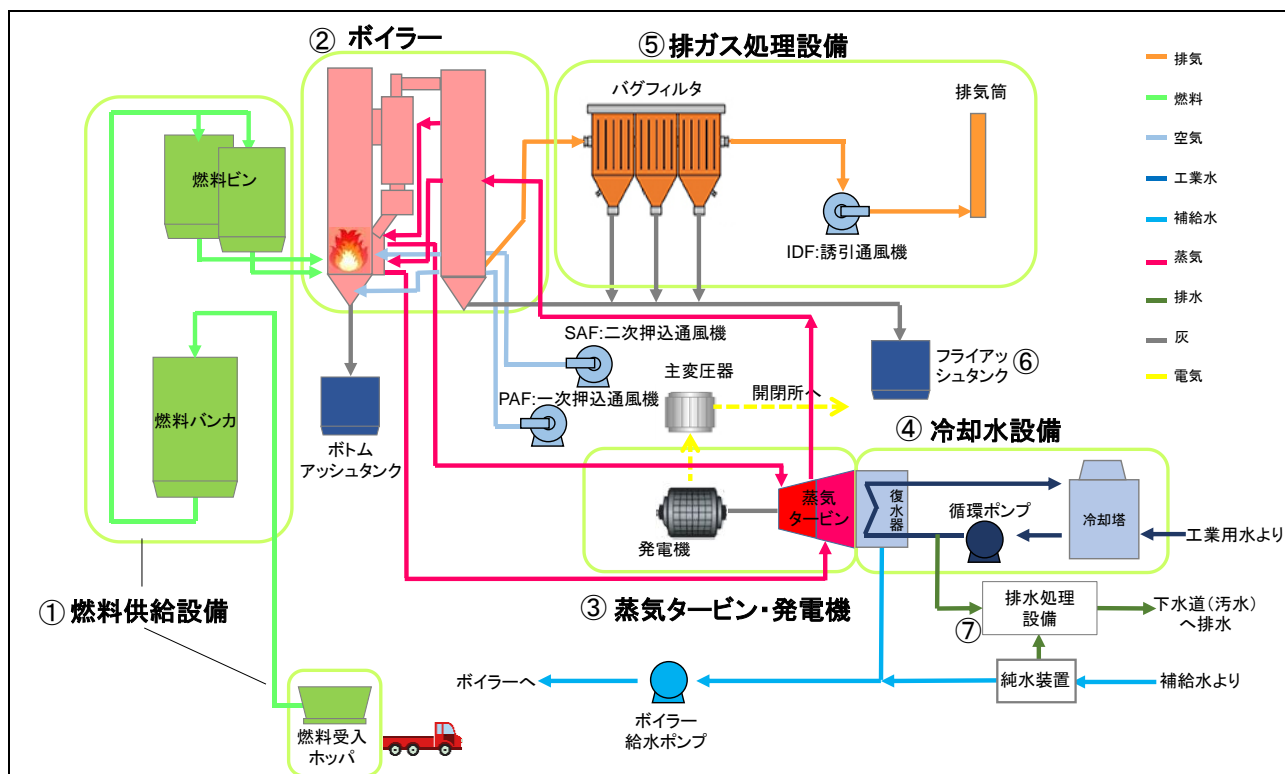 ② ボイラー
⑤ 排ガス処理設備
バグフィルタ
排気筒
IDF:誘引通風機
排気
燃料
空気
工業水
補給水
蒸気
排水
灰
電気
燃料ビン
燃料バンカ
ボトム
アッシュタンク
SAF:二次押込通風機
PAF:一次押込通風機
主変圧器
開閉所へ
フライアッ
シュタンク
⑥
④ 冷却水設備
発電機
蒸気
タービン
復水器
循環ポンプ
冷却塔
工業用水より
③ 蒸気タービン・発電機
① 燃料供給設備
排水処理
設備
⑦
下水道(汚水)
へ排水
純水装置
補給水より
ボイラーへ
ボイラー
給水ポンプ
燃料受入
ホッパ